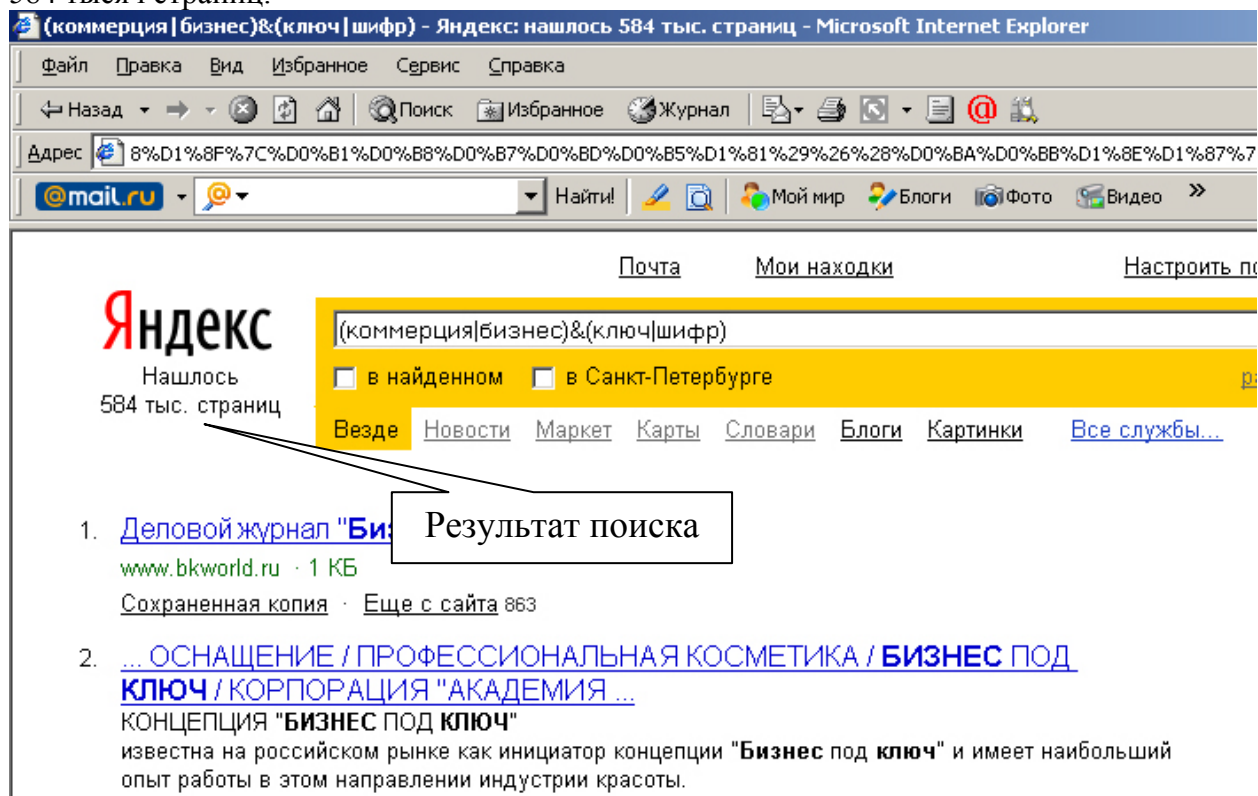 (коммерция|бизнес)&(ключ|шифр) - Яндекс: нашлось 584 тыс. страниц - Microsoft Internet Explorer
Файл Правка Вид Избранное Сервис Справка
Назад Поиск Избранное Журнал
Адрес 8%D1%8F%7C%D0%B1%D0%B8%D0%B7%D0%BD%D0%B5%D1%81%29%26%28%D0%BA%D0%BB%D1%8E%D1%87%7
@mail.ru Найти! Мой мир Блоги Фото Видео »
Почта Мои находки Настроить по
Яндекс
(коммерция|бизнес)&(ключ|шифр)
Нашлось
584 тыс. страниц
в найденном в Санкт-Петербурге
Везде Новости Маркет Карты Словари Блоги Картинки Все службы...
Результат поиска
1. Деловой журнал "Биз
www.bkworld.ru · 1 КБ
Сохраненная копия · Еще с сайта 863
2. ... ОСНАЩЕНИЕ / ПРОФЕССИОНАЛЬНАЯ КОСМЕТИКА / БИЗНЕС ПОД
КЛЮЧ / КОРПОРАЦИЯ "АКАДЕМИЯ ...
КОНЦЕПЦИЯ "БИЗНЕС ПОД КЛЮЧ"
известна на российском рынке как инициатор концепции "Бизнес под ключ" и имеет наибольший
опыт работы в этом направлении индустрии красоты.